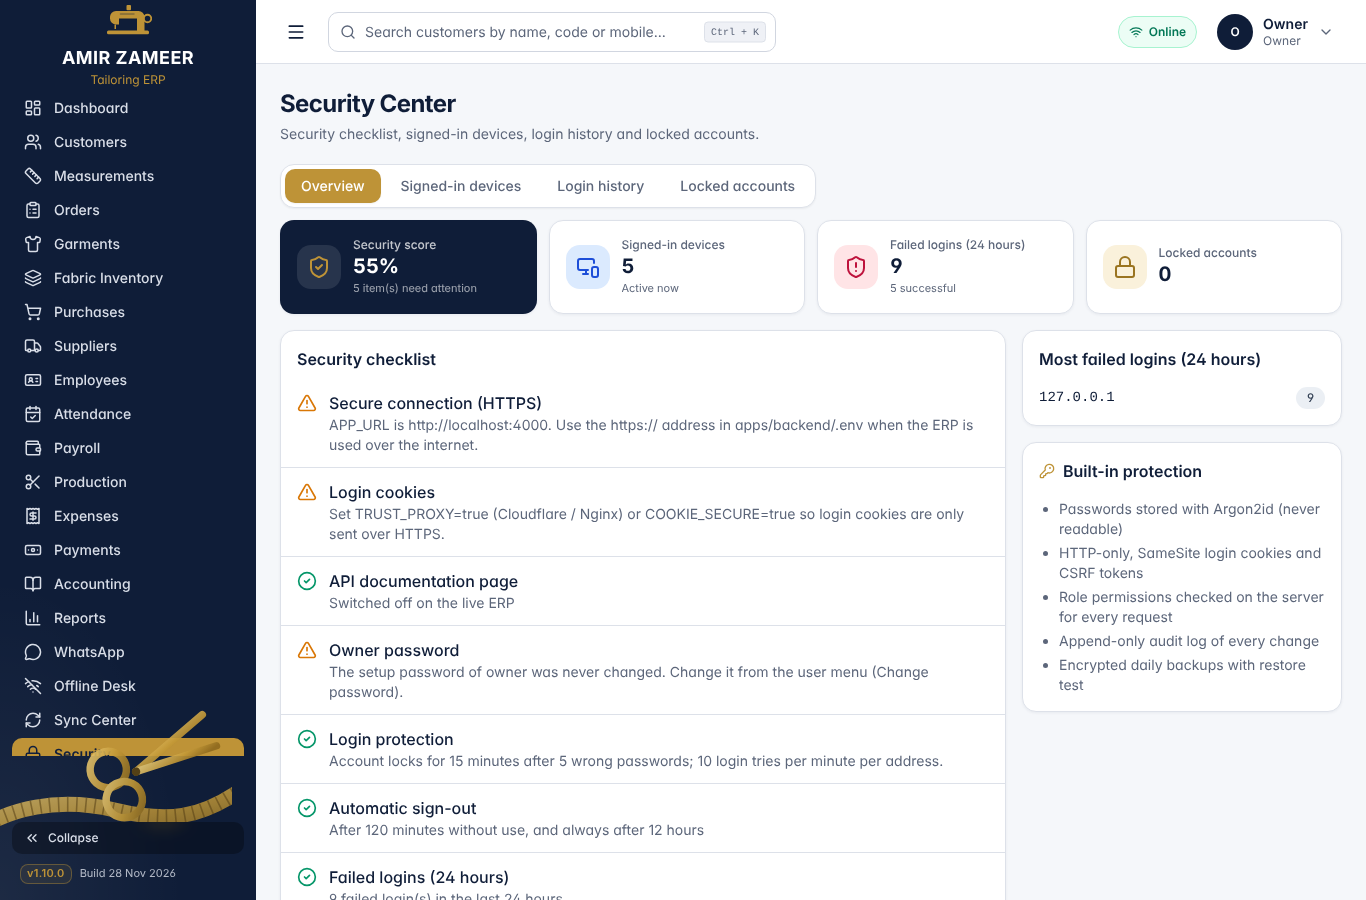 AMIR ZAMEER
Tailoring ERP
Dashboard
Customers
Measurements
Orders
Garments
Fabric Inventory
Purchases
Suppliers
Employees
Attendance
Payroll
Production
Expenses
Payments
Accounting
Reports
WhatsApp
Offline Desk
Sync Center
Collapse
v1.10.0 Build 28 Nov 2026
Search customers by name, code or mobile... Ctrl + K
Online
O
Owner
Owner
Security Center
Security checklist, signed-in devices, login history and locked accounts.
Overview Signed-in devices Login history Locked accounts
Security score
55%
5 item(s) need attention
Signed-in devices
5
Active now
Failed logins (24 hours)
9
5 successful
Locked accounts
0
Security checklist
Secure connection (HTTPS)
APP_URL is http://localhost:4000. Use the https:// address in apps/backend/.env when the ERP is
used over the internet.
Login cookies
Set TRUST_PROXY=true (Cloudflare / Nginx) or COOKIE_SECURE=true so login cookies are only
sent over HTTPS.
API documentation page
Switched off on the live ERP
Owner password
The setup password of owner was never changed. Change it from the user menu (Change
password).
Login protection
Account locks for 15 minutes after 5 wrong passwords; 10 login tries per minute per address.
Automatic sign-out
After 120 minutes without use, and always after 12 hours
Failed logins (24 hours)
9 failed login(s) in the last 24 hours
Most failed logins (24 hours)
127.0.0.1 9
Built-in protection
Passwords stored with Argon2id (never
readable)
HTTP-only, SameSite login cookies and
CSRF tokens
Role permissions checked on the server
for every request
Append-only audit log of every change
Encrypted daily backups with restore
test